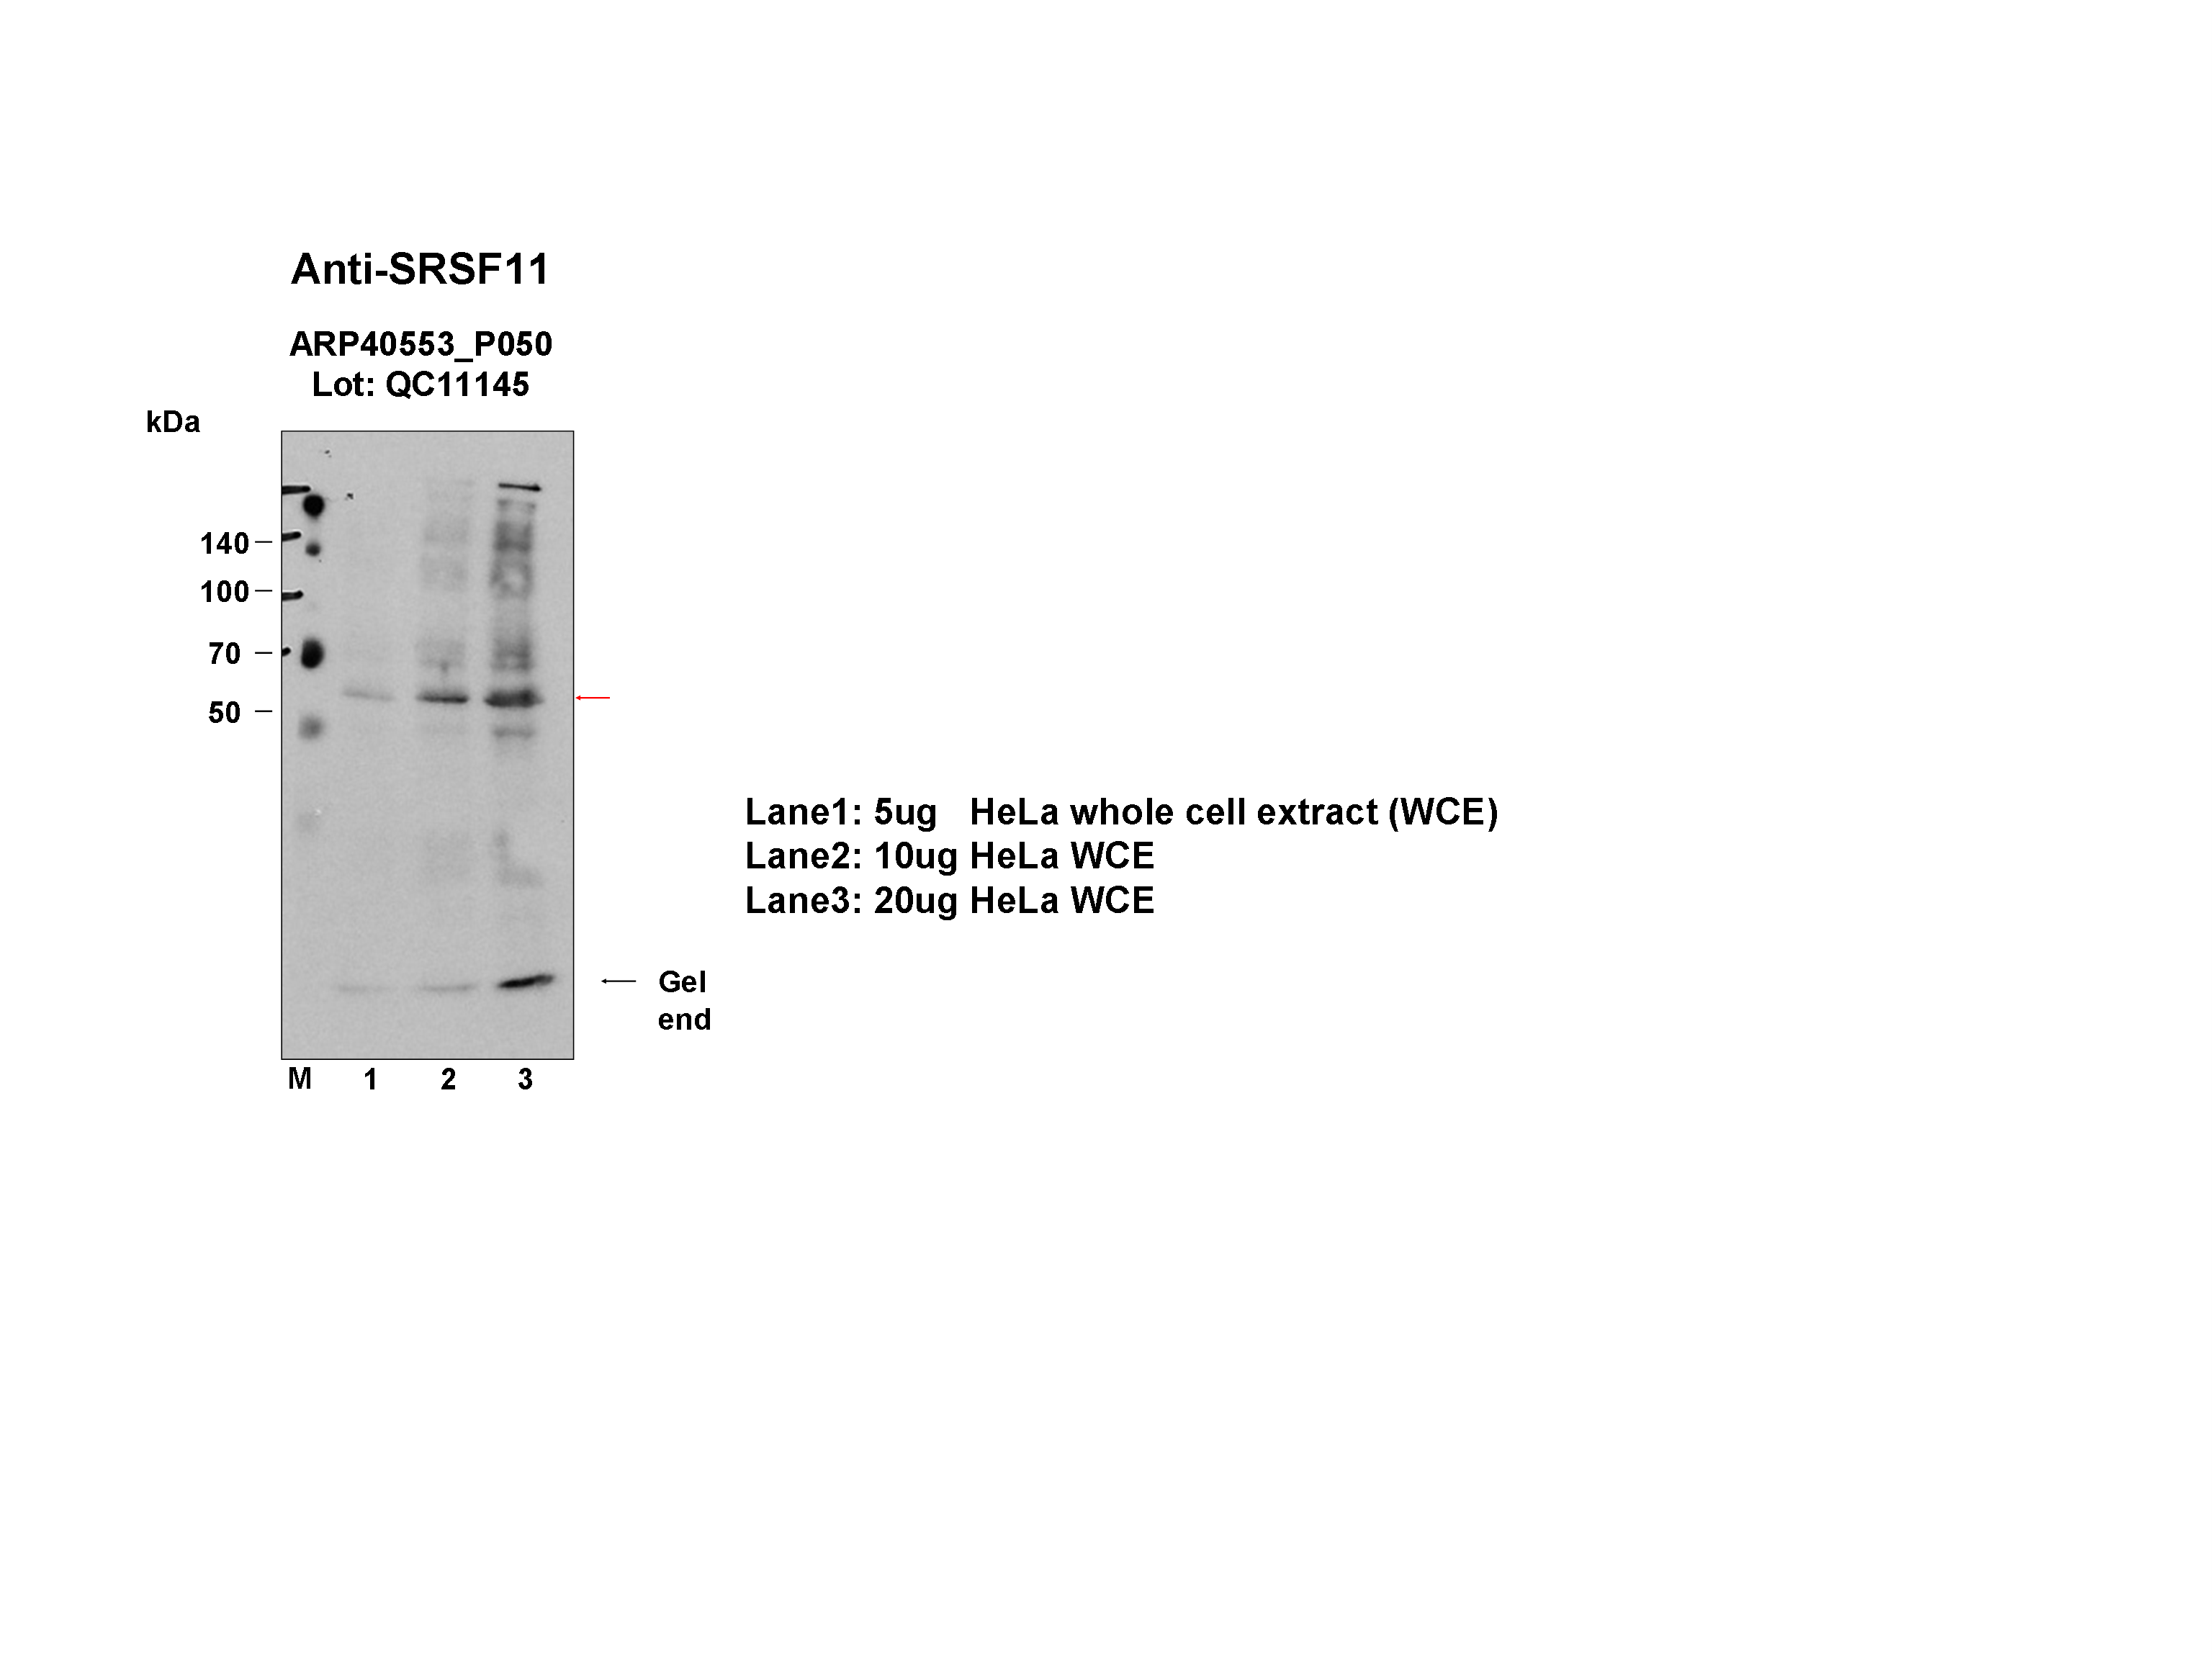 Anti-SRSF11
ARP40553_P050
Lot: QC11145
kDa
140
100
70
50
Lane1: 5ug   HeLa whole cell extract (WCE)
Lane2: 10ug HeLa WCE
Lane3: 20ug HeLa WCE
Gel
end
M 1 2 3